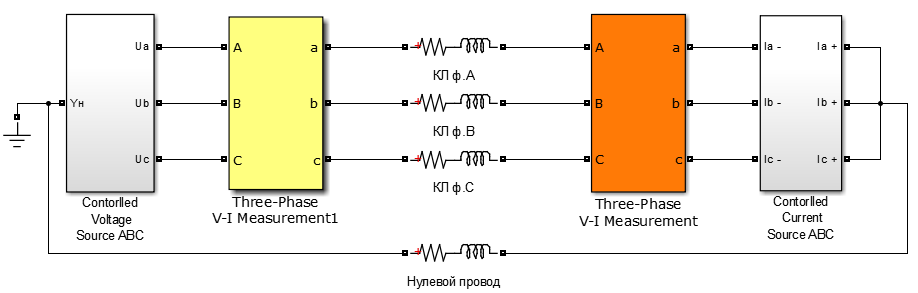 Ua
Ub
Uc
Yн
A
B
C
a
b
c
Contorlled
Voltage
Source ABC
Three-Phase
V-I Measurement1
КЛ ф.А
КЛ ф.В
КЛ ф.С
A
B
C
a
b
c
Three-Phase
V-I Measurement
Ia -
Ib -
Ic -
Ia +
Ib +
Ic +
Contorlled
Current
Source ABC
Нулевой провод